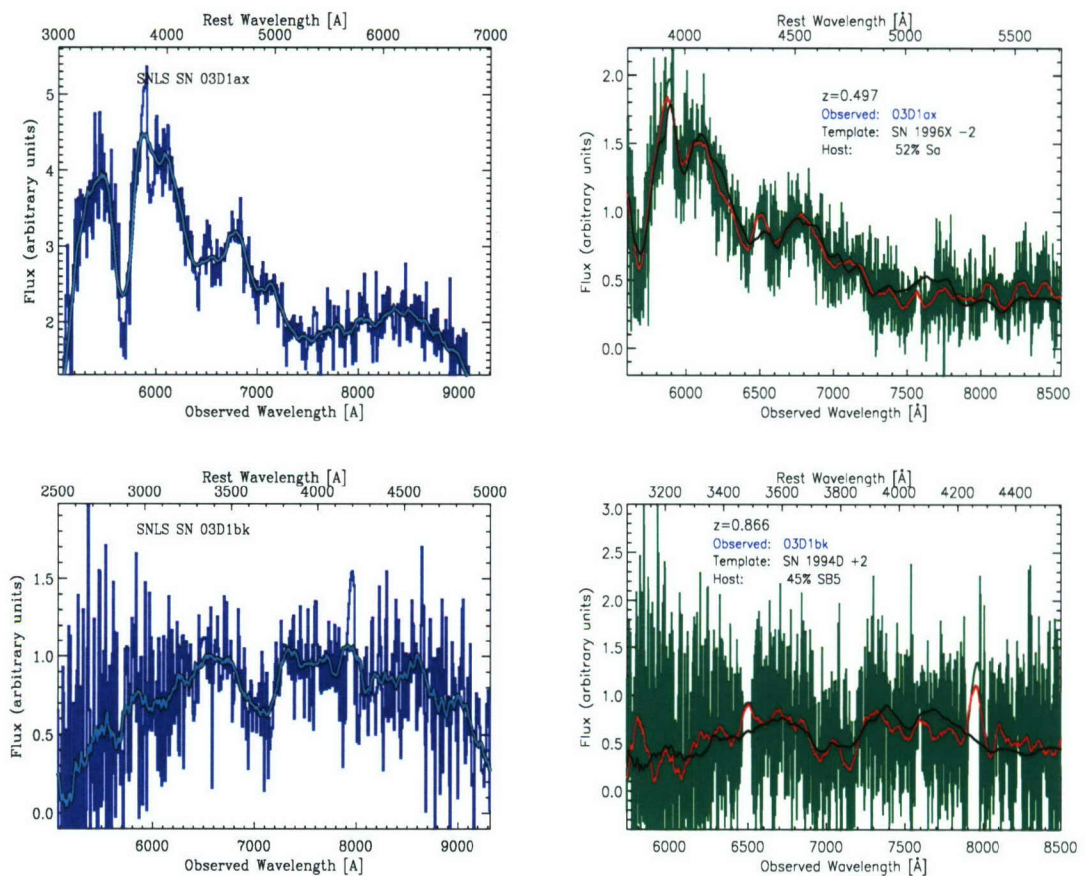 Rest Wavelength [A]
3000 4000 5000 6000 7000
SNLS SN 03D1ax
5
4
3
2
Flux (arbitrary units)
6000 7000 8000 9000
Observed Wavelength [A]
Rest Wavelength [Å]
4000 4500 5000 5500
z=0.497
Observed: 03D1ax
Template: SN 1996X -2
Host: 52% Sa
2.0
1.5
1.0
0.5
0.0
Flux (arbitrary units)
6000 6500 7000 7500 8000 8500
Observed Wavelength [Å]
Rest Wavelength [A]
2500 3000 3500 4000 4500 5000
SNLS SN 03D1bk
1.5
1.0
0.5
0.0
Flux (arbitrary units)
6000 7000 8000 9000
Observed Wavelength [A]
Rest Wavelength [Å]
3200 3400 3600 3800 4000 4200 4400
z=0.866
Observed: 03D1bk
Template: SN 1994D +2
Host: 45% SB5
3.0
2.5
2.0
1.5
1.0
0.5
0.0
Flux (arbitrary units)
6000 6500 7000 7500 8000 8500
Observed Wavelength [Å]